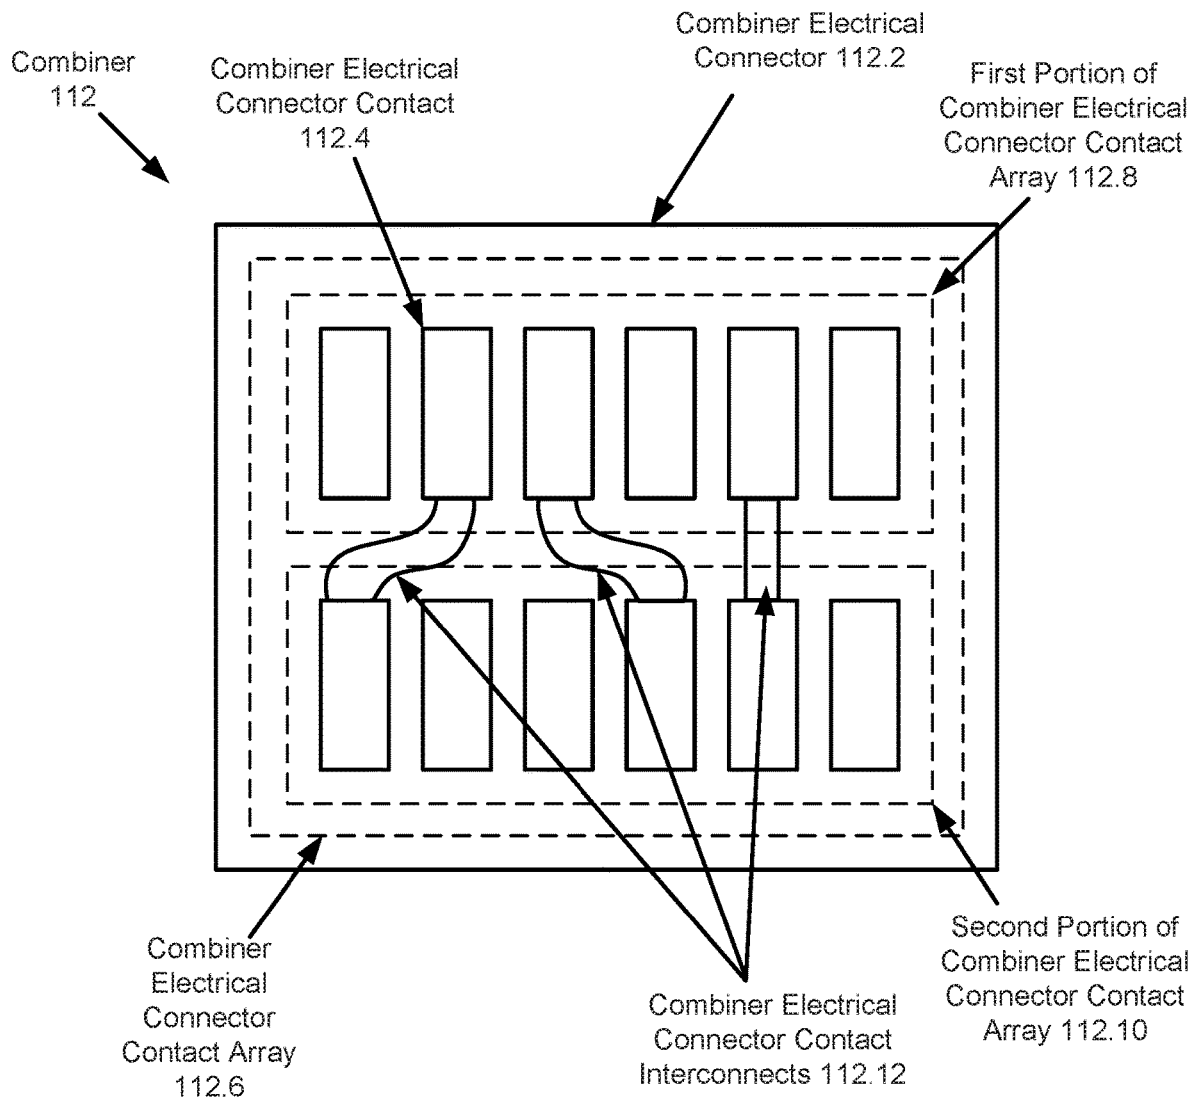 Combiner
112
Combiner Electrical
Connector Contact
112.4
Combiner Electrical
Connector 112.2
First Portion of
Combiner Electrical
Connector Contact
Array 112.8
Combiner
Electrical
Connector
Contact Array
112.6
Combiner Electrical
Connector Contact
Interconnects 112.12
Second Portion of
Combiner Electrical
Connector Contact
Array 112.10